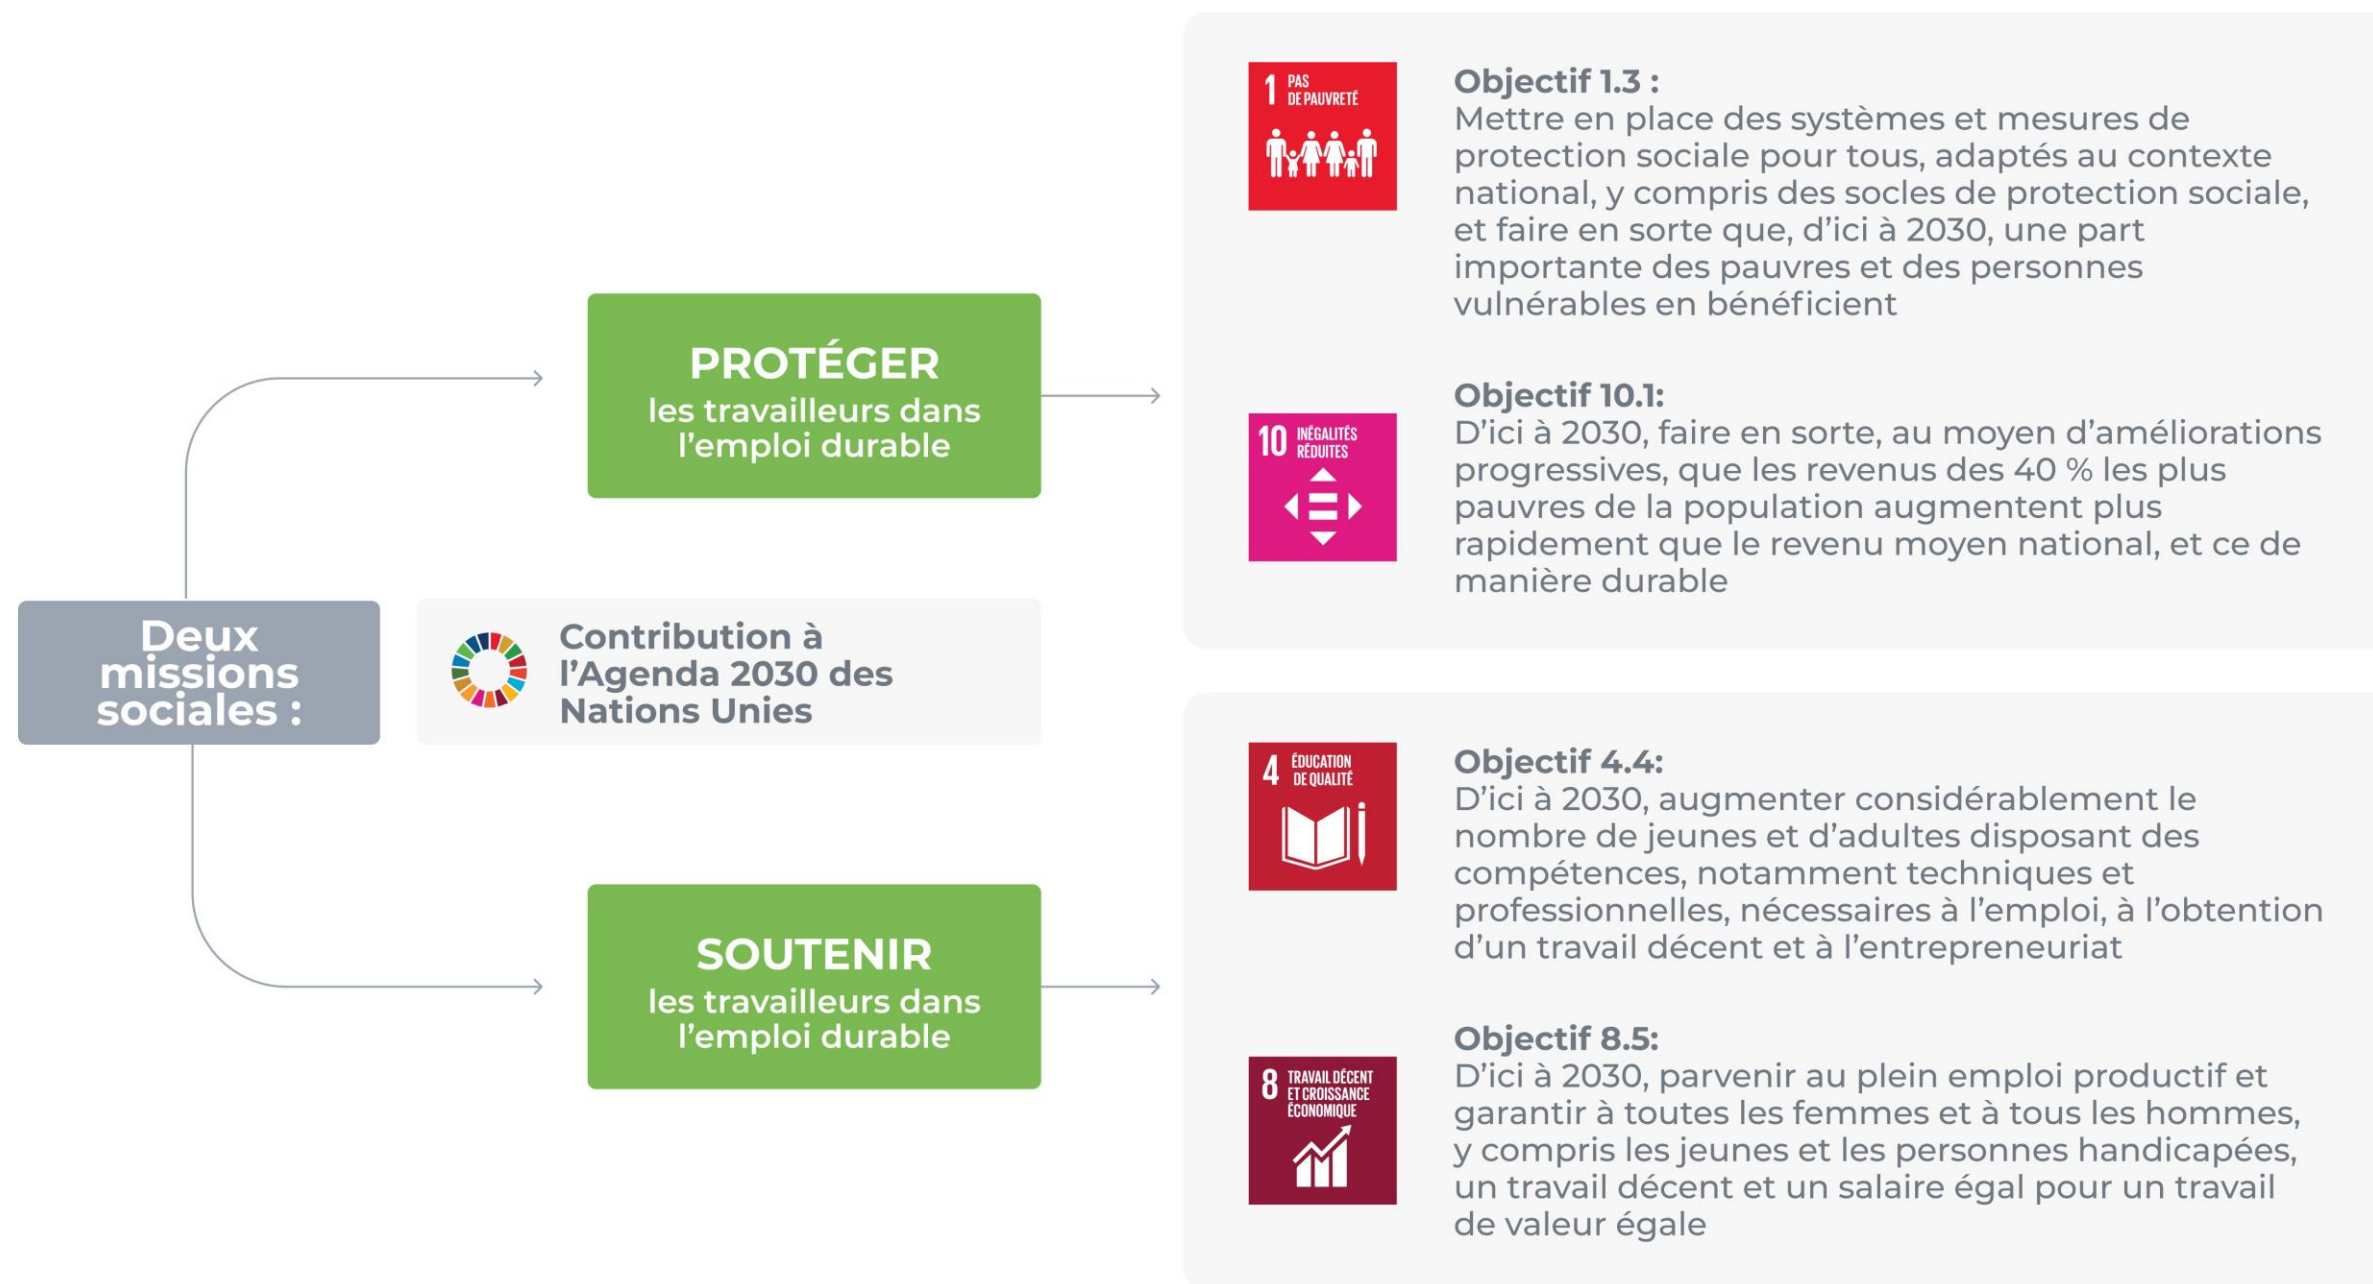 Deux
missions
sociales :
PROTÉGER
les travailleurs dans
l'emploi durable
Contribution à
l'Agenda 2030 des
Nations Unies
SOUTENIR
les travailleurs dans
l'emploi durable
1 PAS
DE PAUVRETÉ
Objectif 1.3 :
Mettre en place des systèmes et mesures de
protection sociale pour tous, adaptés au contexte
national, y compris des socles de protection sociale,
et faire en sorte que, d'ici à 2030, une part
importante des pauvres et des personnes
vulnérables en bénéficient
10 INÉGALITÉS
RÉDUITES
Objectif 10.1:
D'ici à 2030, faire en sorte, au moyen d'améliorations
progressives, que les revenus des 40 % les plus
pauvres de la population augmentent plus
rapidement que le revenu moyen national, et ce de
manière durable
4 ÉDUCATION
DE QUALITÉ
Objectif 4.4:
D'ici à 2030, augmenter considérablement le
nombre de jeunes et d'adultes disposant des
compétences, notamment techniques et
professionnelles, nécessaires à l'emploi, à l'obtention
d'un travail décent et à l'entrepreneuriat
8 TRAVAIL DÉCENT
ET CROISSANCE
ÉCONOMIQUE
Objectif 8.5:
D'ici à 2030, parvenir au plein emploi productif et
garantir à toutes les femmes et à tous les hommes,
y compris les jeunes et les personnes handicapées,
un travail décent et un salaire égal pour un travail
de valeur égale